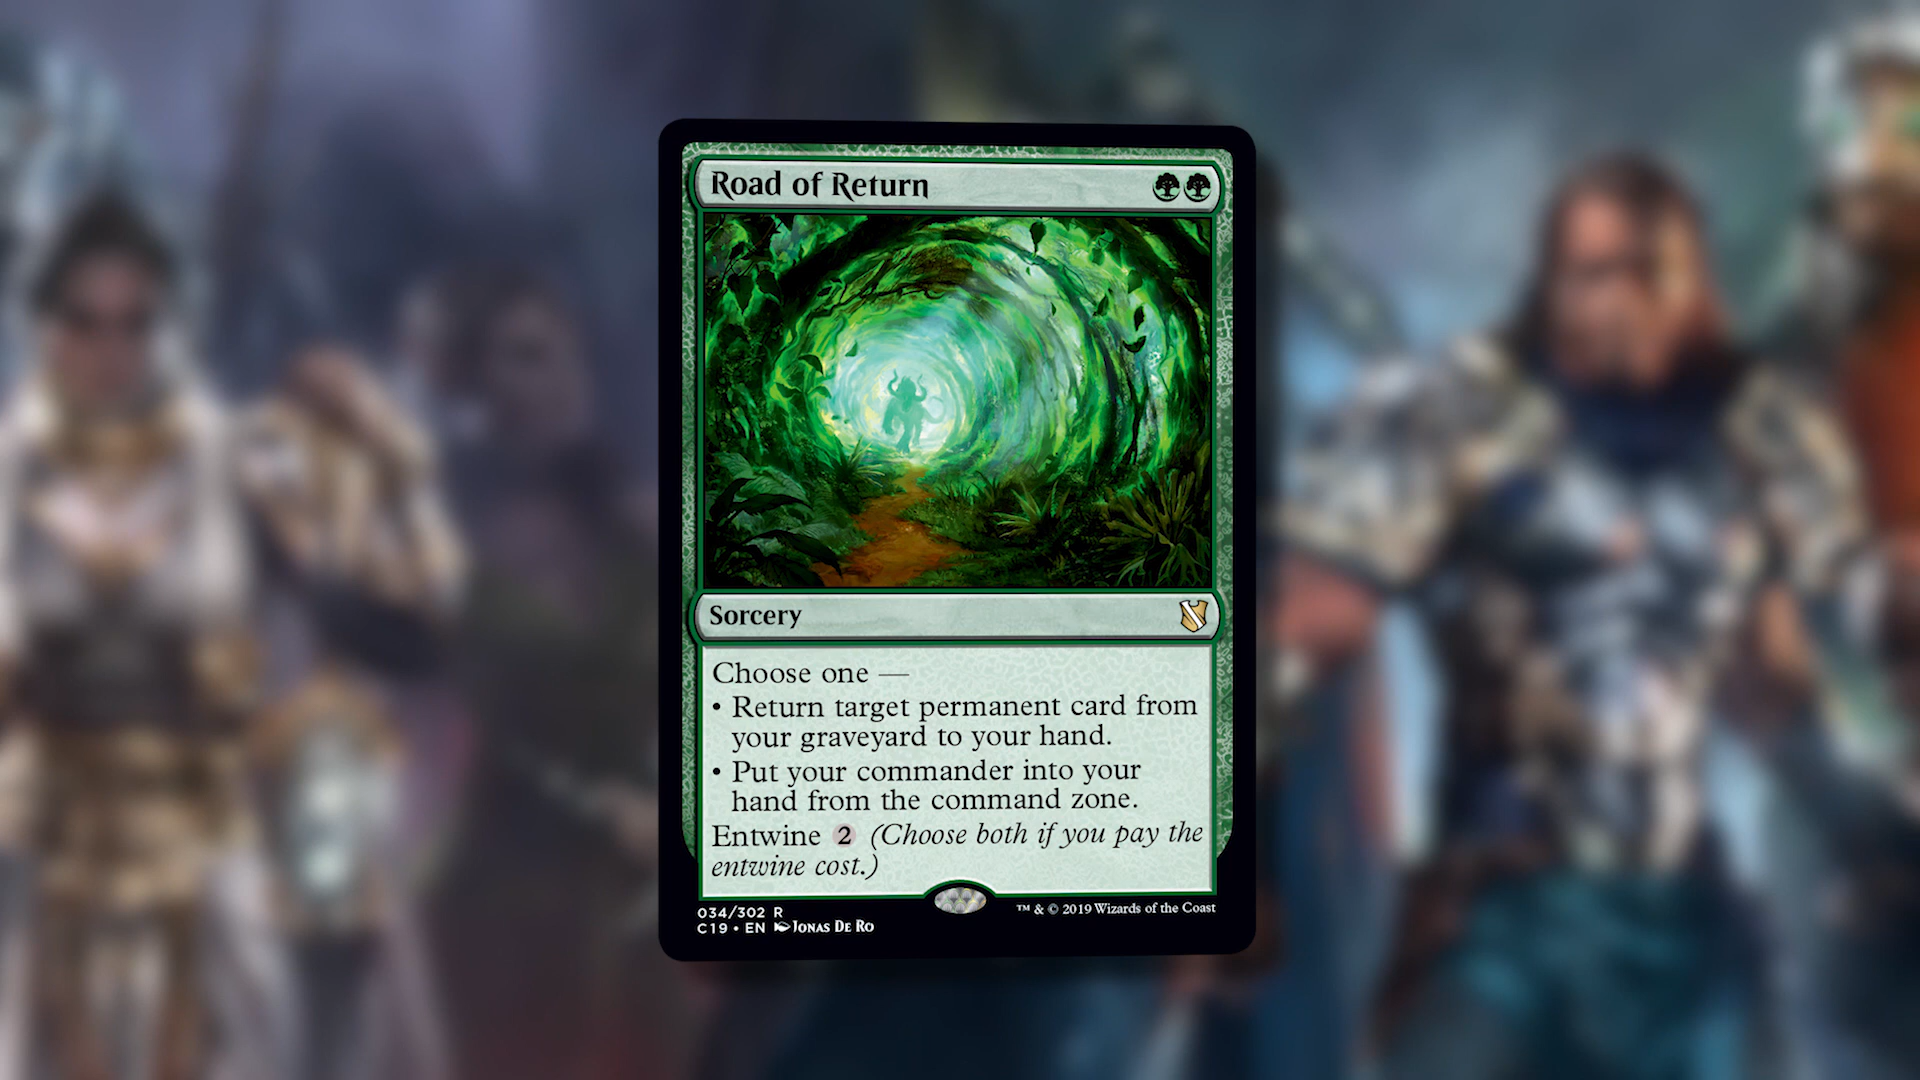 Road of Return
Sorcery
Choose one —
• Return target permanent card from
your graveyard to your hand.
• Put your commander into your
hand from the command zone.
Entwine 2 (Choose both if you pay the
entwine cost.)
034/302 R
C19 • EN Jonas De Ro
™ & © 2019 Wizards of the Coast